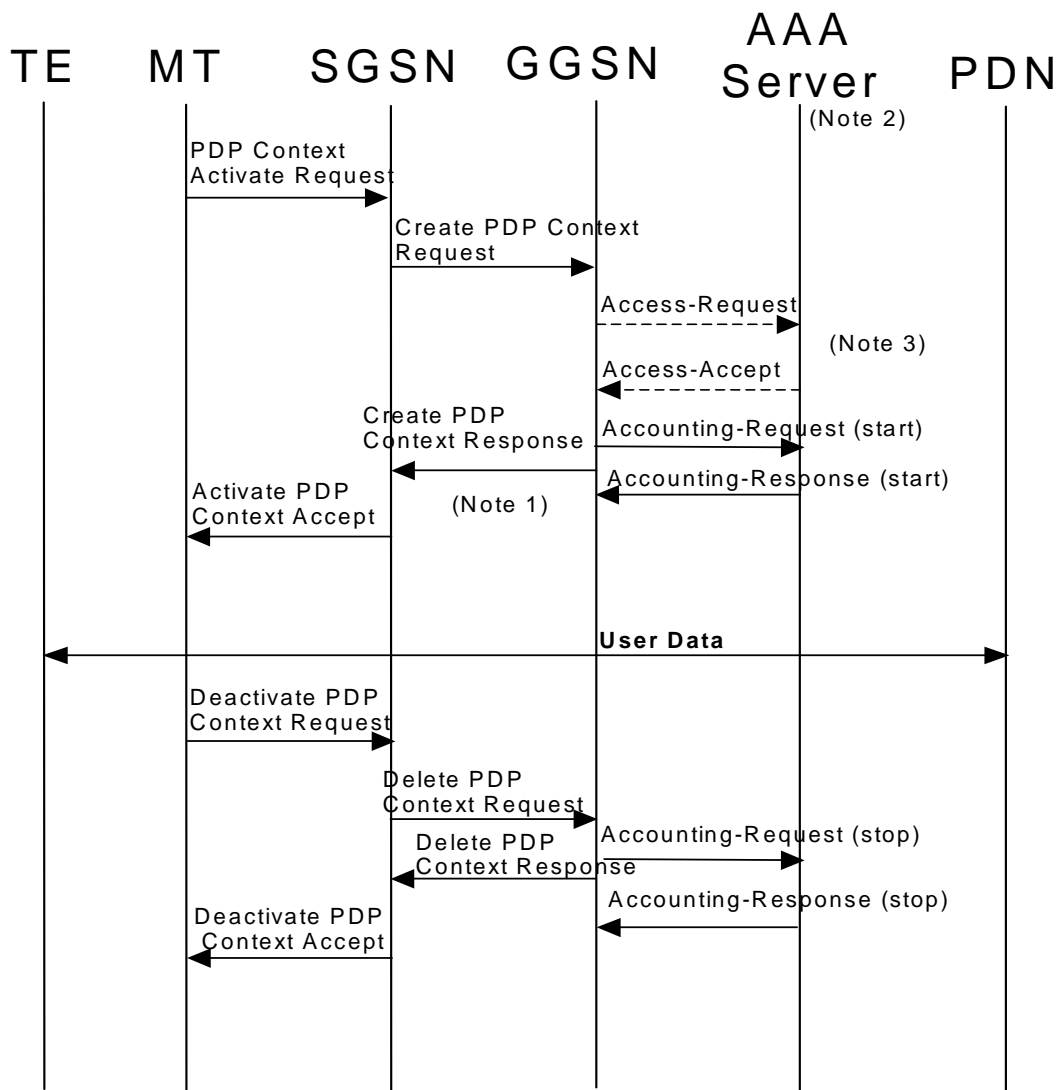 TE
MT
SGSN
GGSN
AAA
Server
PDN
(Note 2)
PDP Context
Activate Request
Create PDP Context
Request
Access-Request
(Note 3)
Access-Accept
Create PDP
Context Response
Accounting-Request (start)
Accounting-Response (start)
Activate PDP
Context Accept
(Note 1)
User Data
Deactivate PDP
Context Request
Delete PDP
Context Request
Accounting-Request (stop)
Delete PDP
Context Response
Accounting-Response (stop)
Deactivate PDP
Context Accept